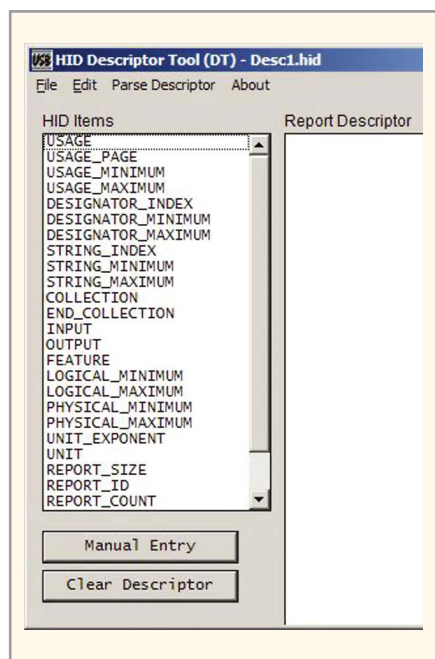 USB HID Descriptor Tool (DT) - Desc1.hid
File Edit Parse Descriptor About
HID Items
Report Descriptor
USAGE
USAGE_PAGE
USAGE_MINIMUM
USAGE_MAXIMUM
DESIGNATOR_INDEX
DESIGNATOR_MINIMUM
DESIGNATOR_MAXIMUM
STRING_INDEX
STRING_MINIMUM
STRING_MAXIMUM
COLLECTION
END_COLLECTION
INPUT
OUTPUT
FEATURE
LOGICAL_MINIMUM
LOGICAL_MAXIMUM
PHYSICAL_MINIMUM
PHYSICAL_MAXIMUM
UNIT_EXPONENT
UNIT
REPORT_SIZE
REPORT_ID
REPORT_COUNT
Manual Entry
Clear Descriptor